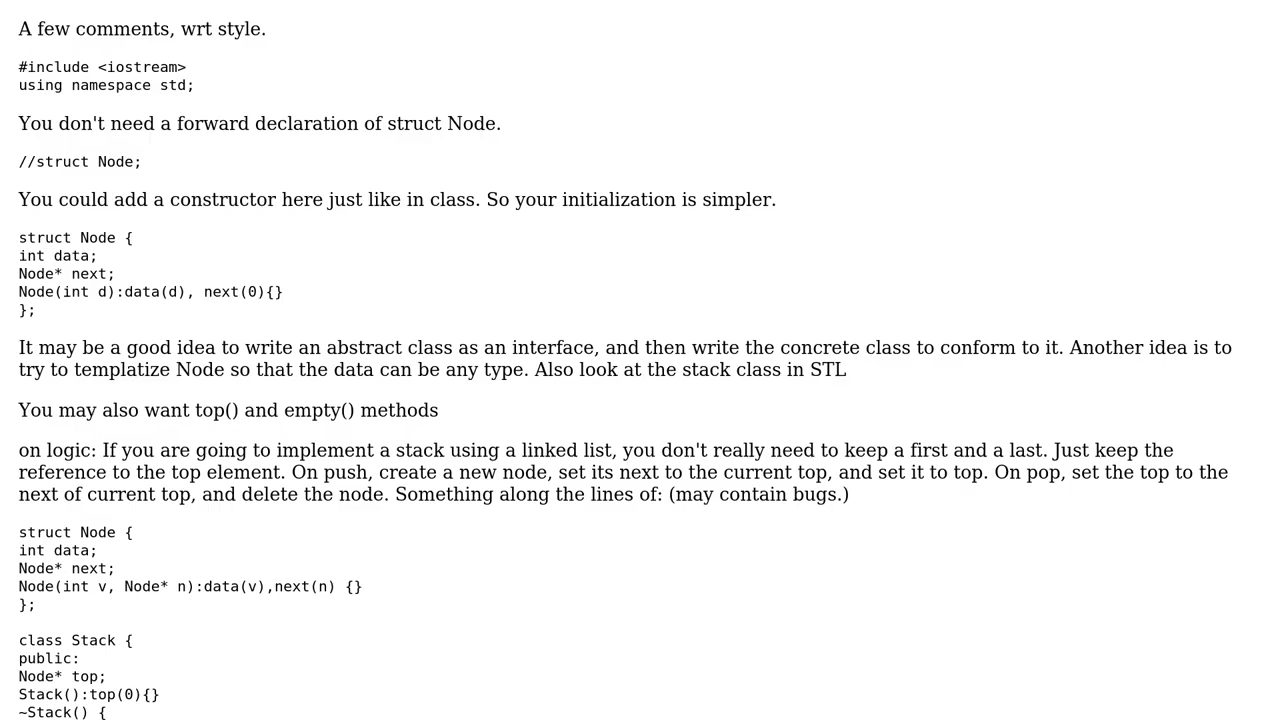 A few comments, wrt style.
#include <iostream>
using namespace std;
You don't need a forward declaration of struct Node.
//struct Node;
You could add a constructor here just like in class. So your initialization is simpler.
struct Node {
int data;
Node* next;
Node(int d):data(d), next(0){}
};
It may be a good idea to write an abstract class as an interface, and then write the concrete class to conform to it. Another idea is to
try to templatize Node so that the data can be any type. Also look at the stack class in STL
You may also want top() and empty() methods
on logic: If you are going to implement a stack using a linked list, you don't really need to keep a first and a last. Just keep the
reference to the top element. On push, create a new node, set its next to the current top, and set it to top. On pop, set the top to the
next of current top, and delete the node. Something along the lines of: (may contain bugs.)
struct Node {
int data;
Node* next;
Node(int v, Node* n):data(v),next(n) {}
};
class Stack {
public:
Node* top;
Stack():top(0){}
~Stack() {